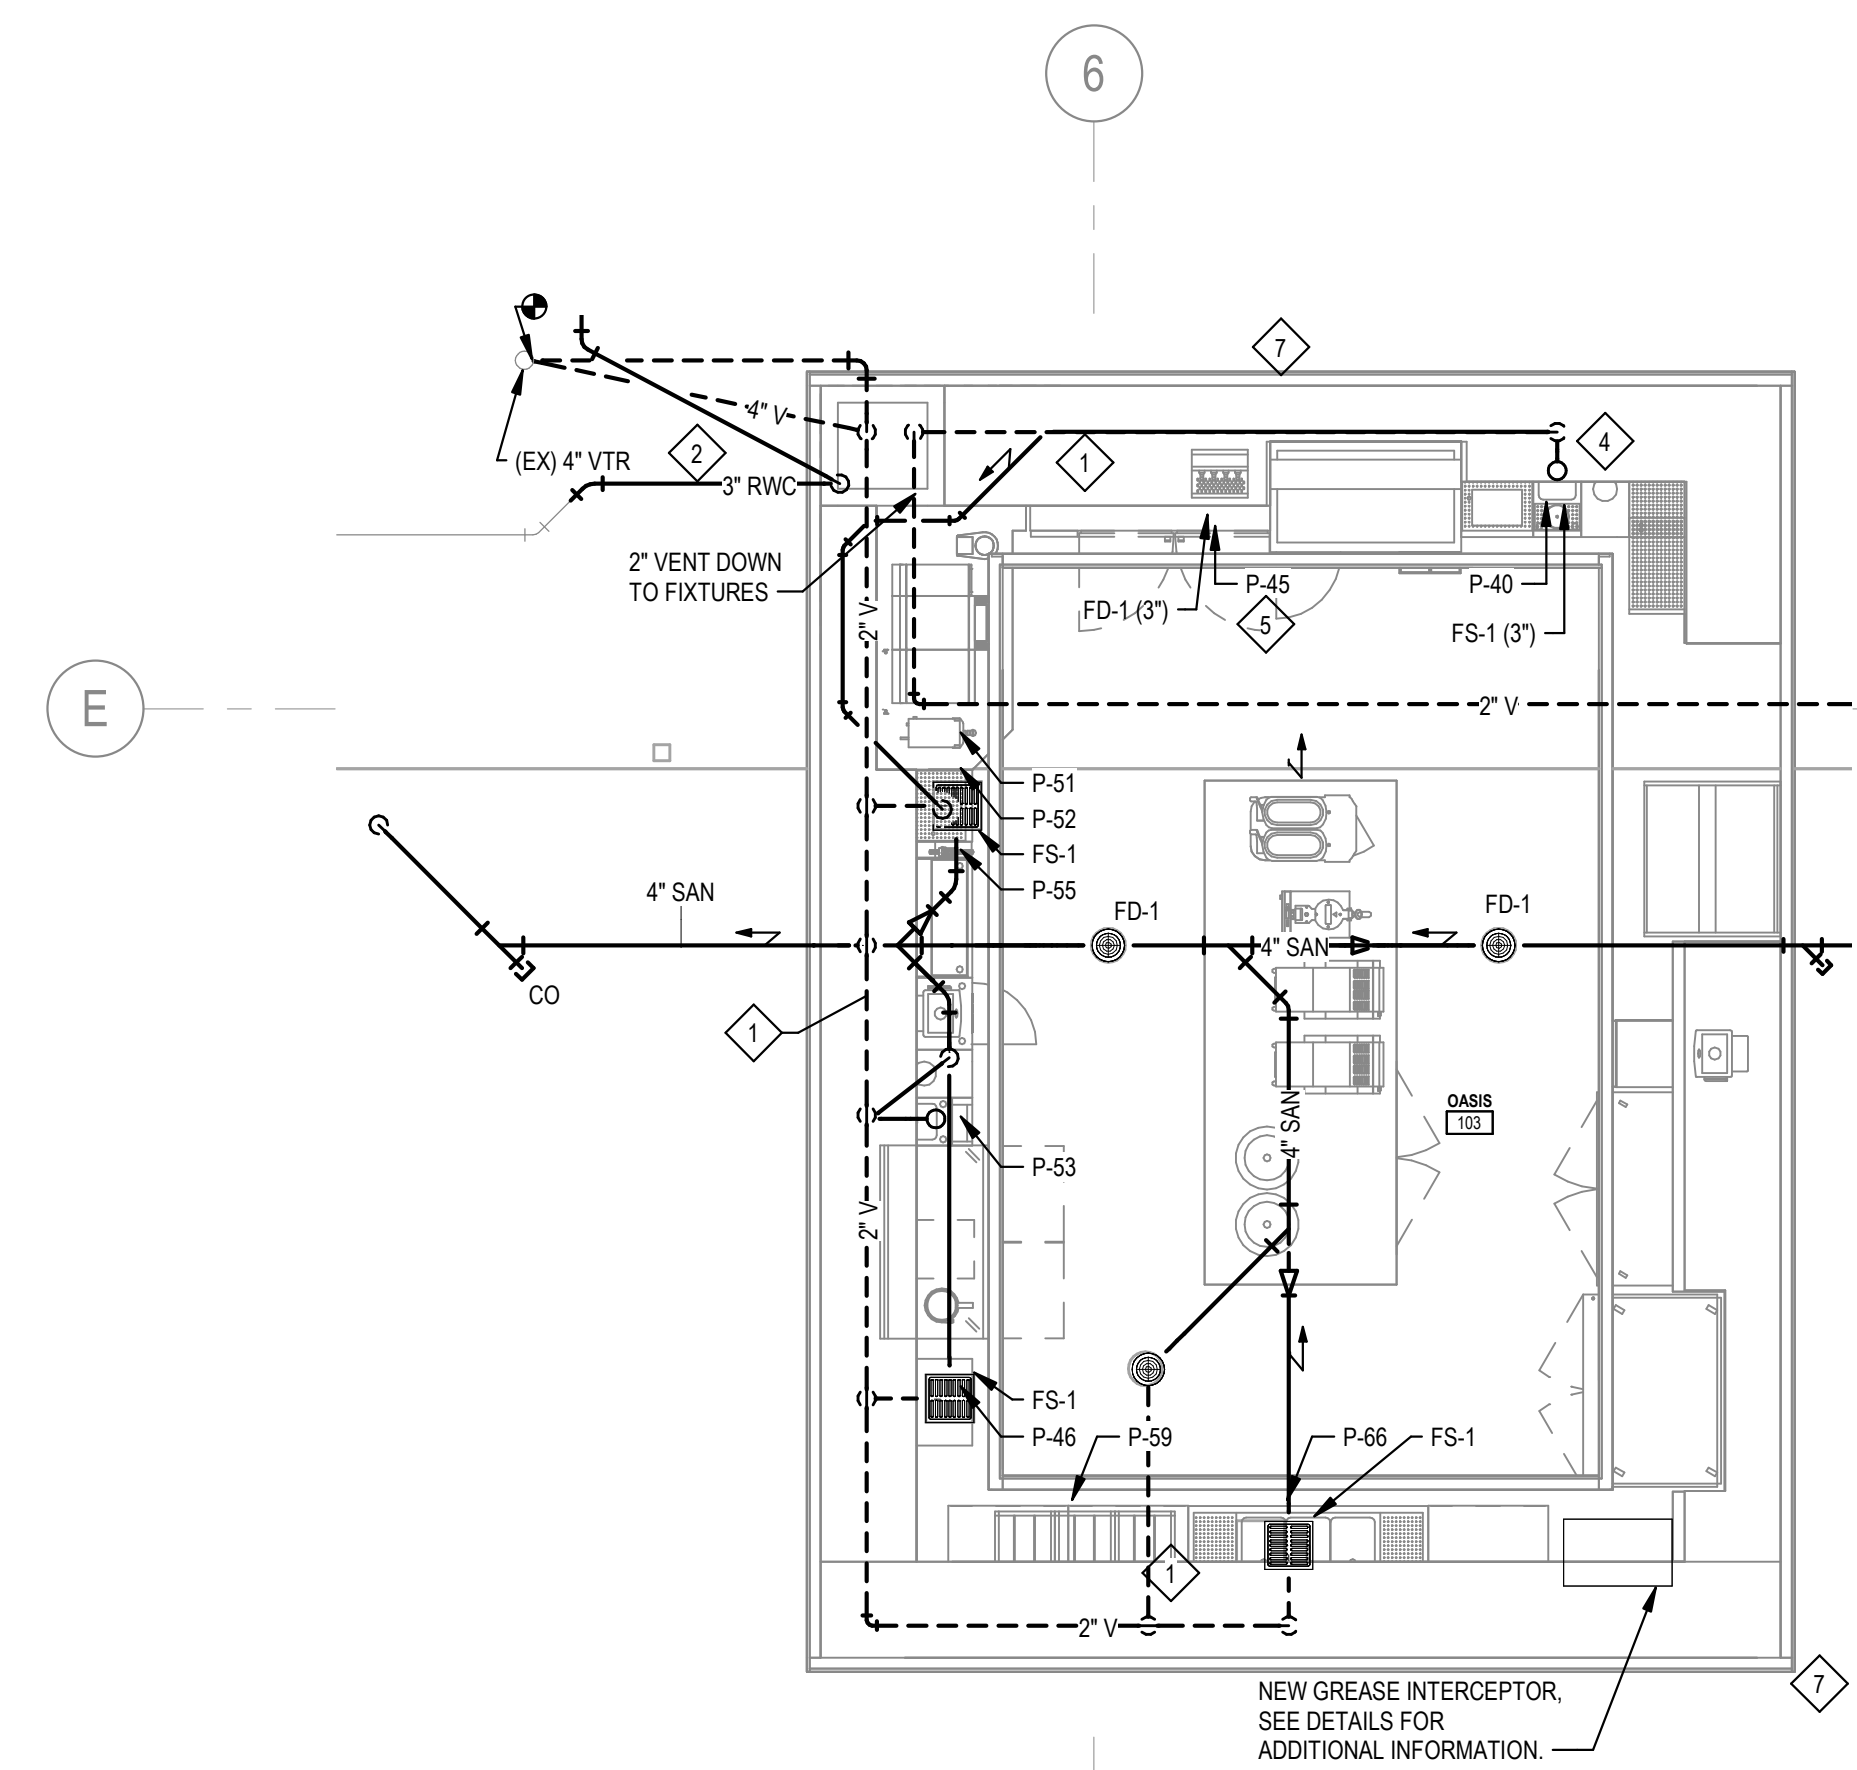 6
7
4" V
2
(EX) 4" VTR
3" RWC
1
4
2" VENT DOWN
TO FIXTURES
P-45
P-40
FD-1 (3")
5
FS-1 (3")
2" V
E
2" V
P-51
P-52
FS-1
P-55
4" SAN
FD-1
FD-1
4" SAN
CO
1
OASIS
103
4" SAN
P-53
2" V
FS-1
P-46
P-59
P-66
FS-1
1
2" V
7
NEW GREASE INTERCEPTOR,
SEE DETAILS FOR
ADDITIONAL INFORMATION.